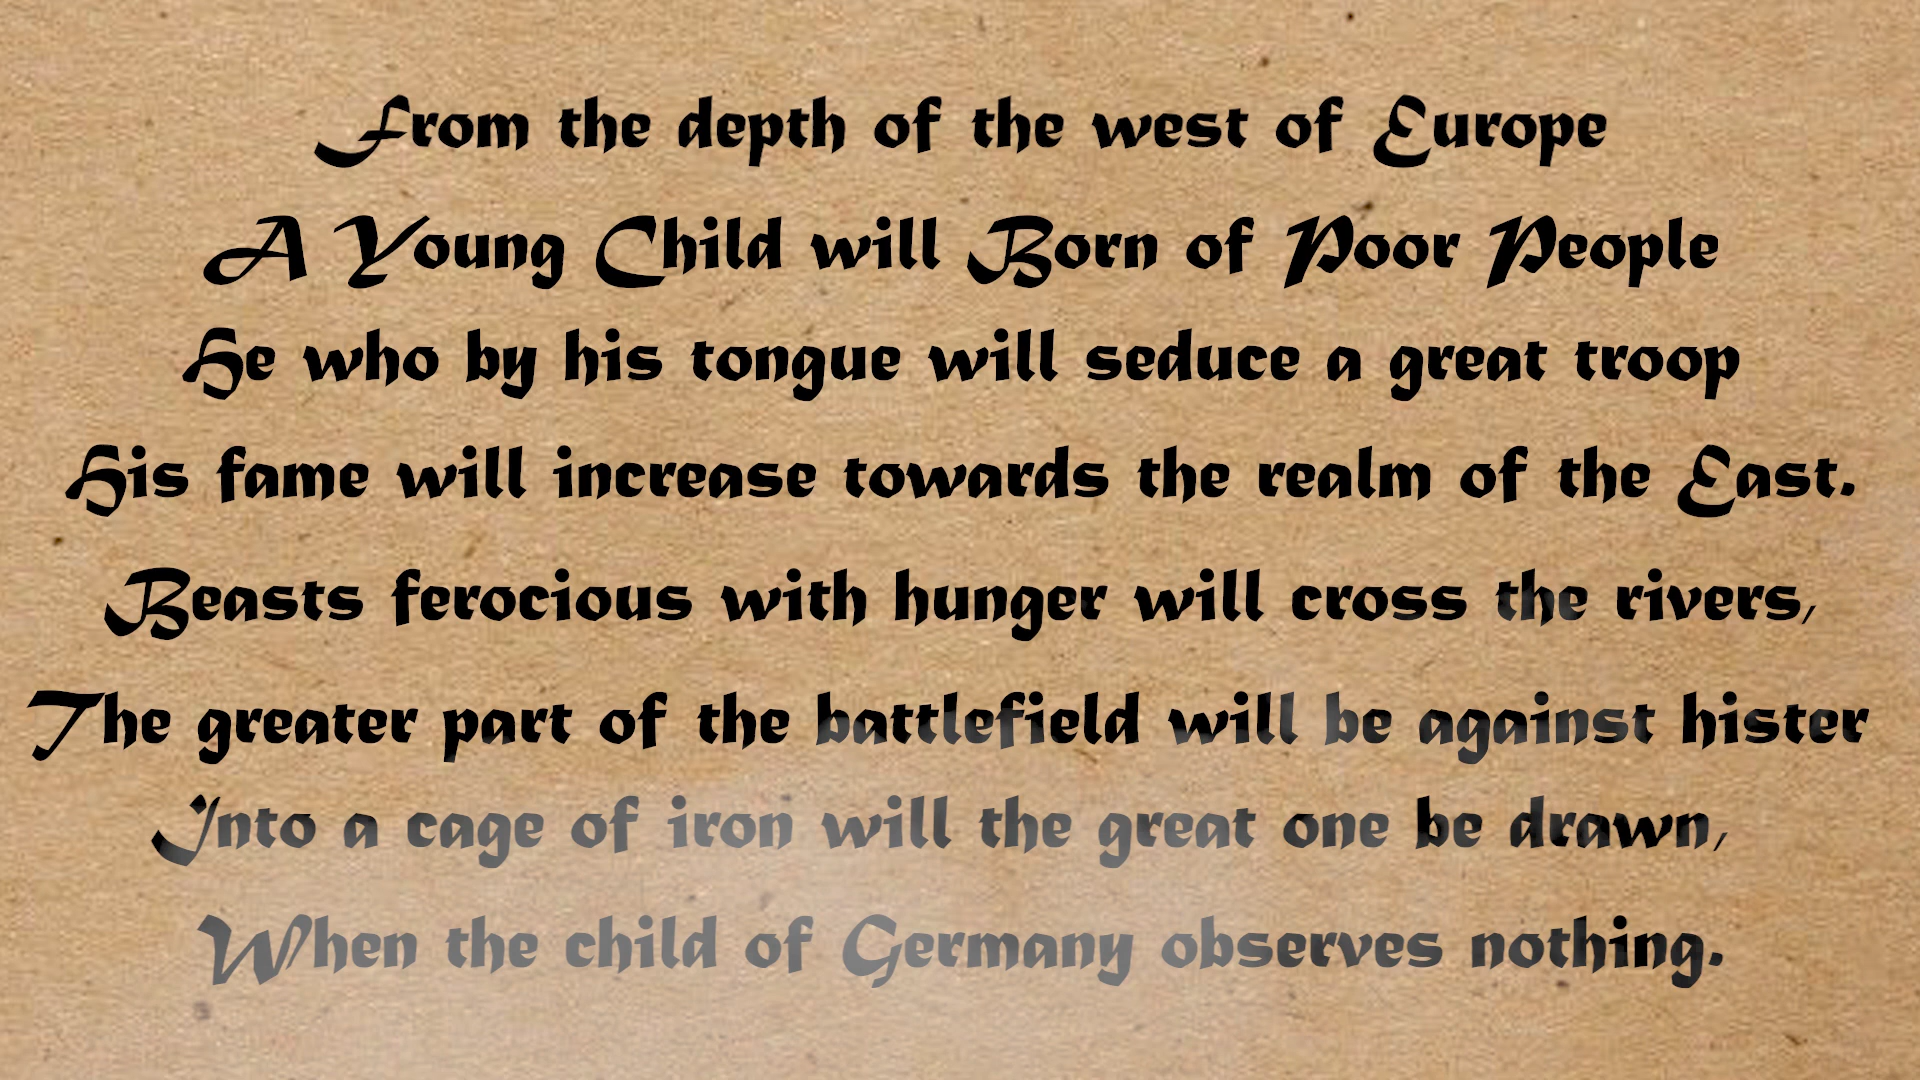 From the depth of the west of Europe
A Young Child will Born of Poor People
He who by his tongue will seduce a great troop
His fame will increase towards the realm of the East.
Beasts ferocious with hunger will cross the rivers,
The greater part of the battlefield will be against hister
Into a cage of iron will the great one be drawn,
When the child of Germany observes nothing.